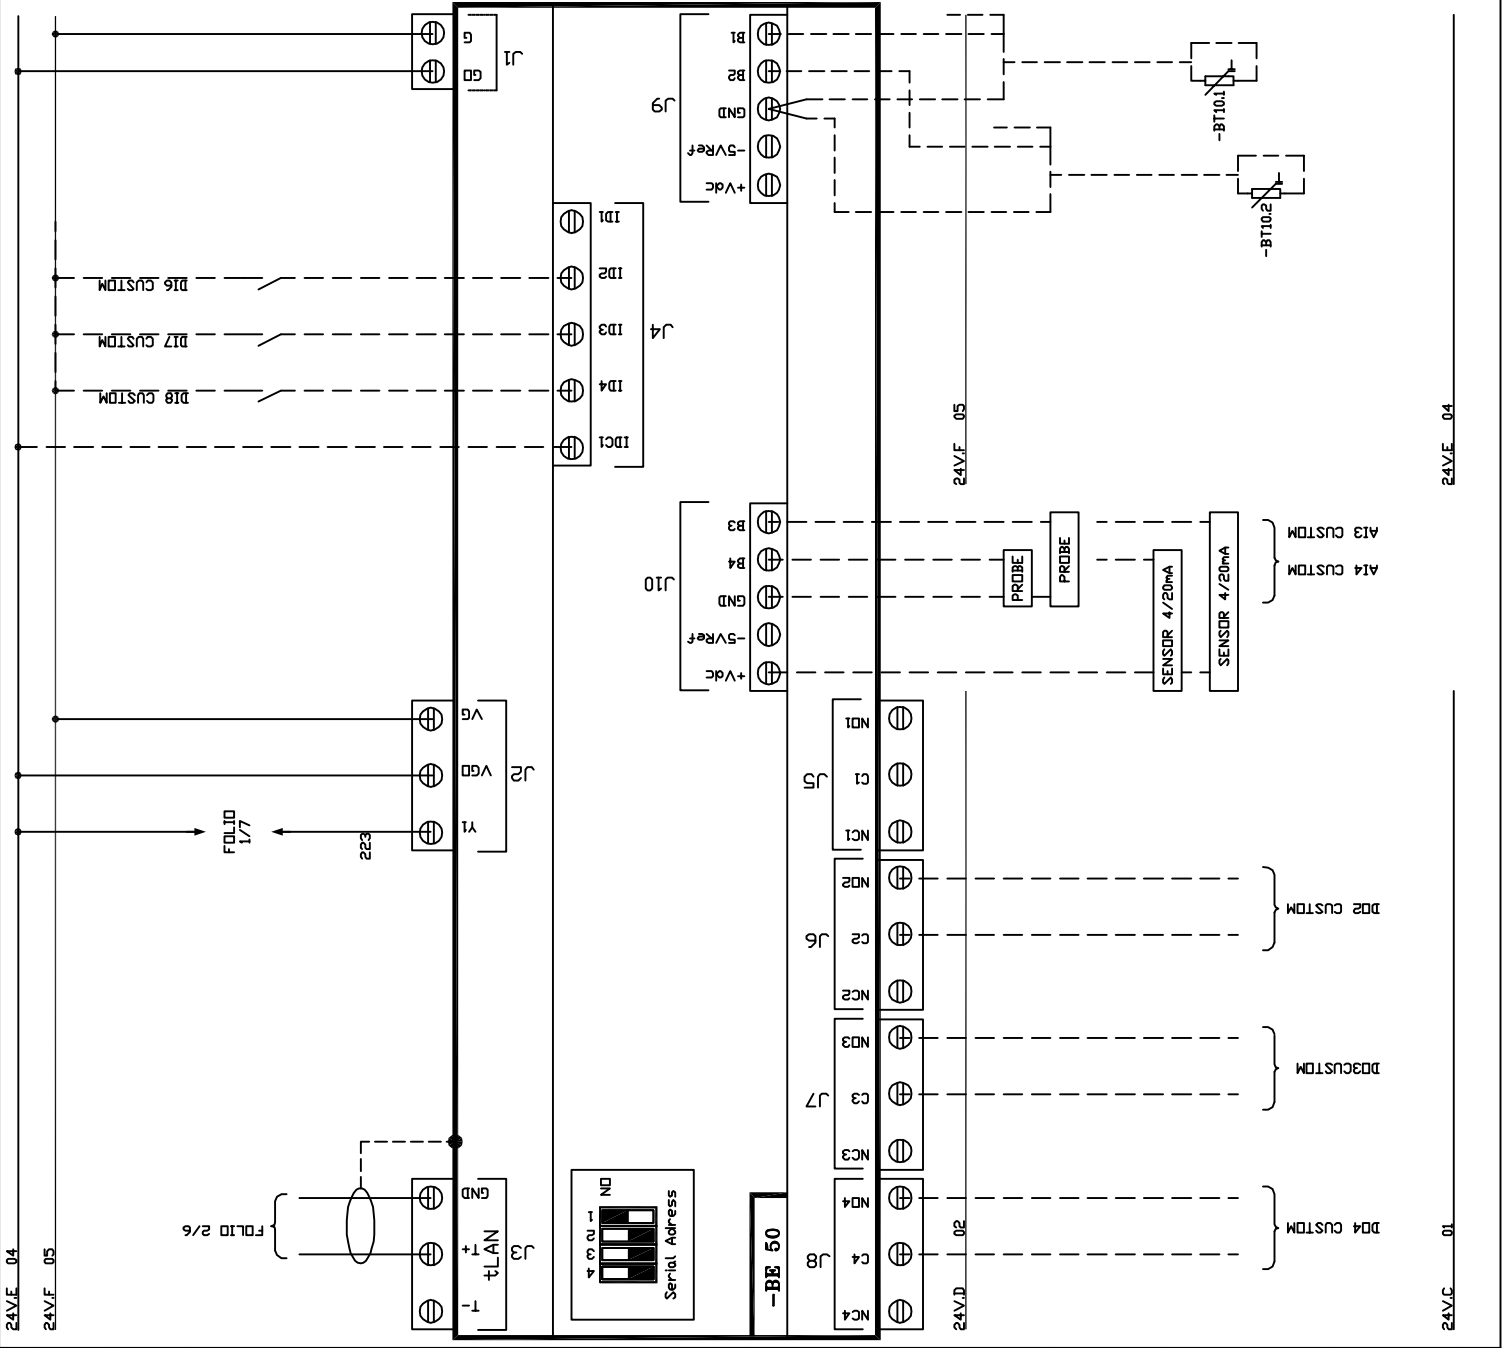 G
G0
J1
B1
B2
GND
-5VRef
+Vdc
J9
-BT10.1
-BT10.2
ID1
ID2
ID3
ID4
IDC1
J4
DI6 CUSTOM
DI7 CUSTOM
DI8 CUSTOM
24V.F 05
24V.E 04
B3
B4
GND
-5VRef
+Vdc
J10
PROBE
PROBE
SENSOR 4/20mA
SENSOR 4/20mA
AI3 CUSTOM
AI4 CUSTOM
VG
VG0
Y1
J2
FOLIO
1/7
223
NO1
C1
NC1
J5
NO2
C2
NC2
J6
DO2 CUSTOM
NO3
C3
NC3
J7
DO3CUSTOM
NO4
C4
NC4
J8
DO4 CUSTOM
GND
T+
T-
tLAN
J3
FOLIO 2/6
ON
1
2
3
4
Serial Adress
-BE 50
24V.E 04
24V.F 05
24V.D 02
24V.C 01